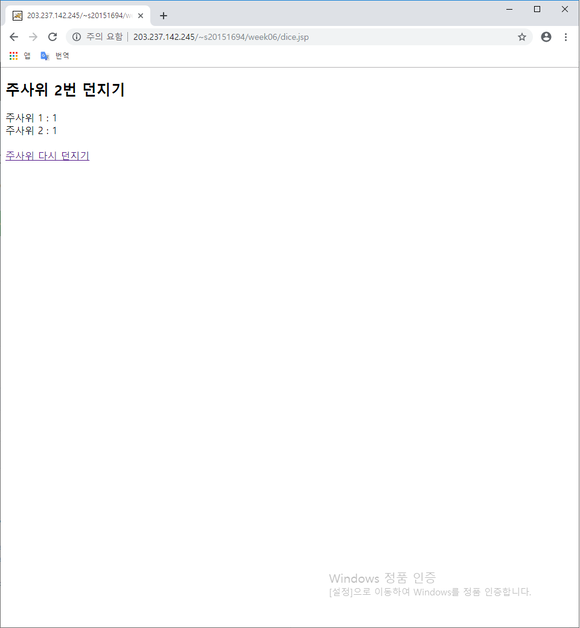 203.237.142.245/~s20151694/w
주의 요함 203.237.142.245/~s20151694/week06/dice.jsp
앱 번역
주사위 2번 던지기
주사위 1 : 1
주사위 2 : 1
주사위 다시 던지기
Windows 정품 인증
[설정]으로 이동하여 Windows를 정품 인증합니다.